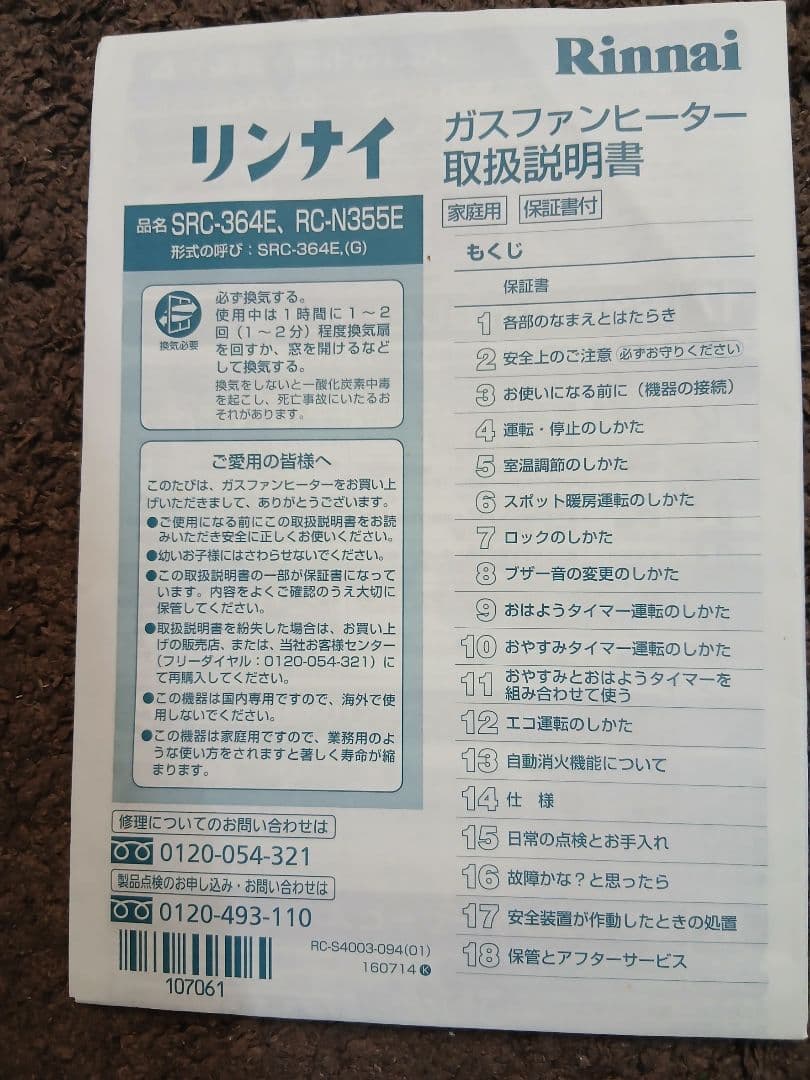 Rinnai
リンナイ
ガスファンヒーター
取扱説明書
家庭用 保証書付
品名 SRC-364E、RC-N355E
形式の呼び：SRC-364E,(G)
換気必要
必ず換気する。
使用中は1時間に1～2
回（1～2分）程度換気扇
を回すか、窓を開けるなど
して換気する。
換気をしないと一酸化炭素中毒
を起こし、死亡事故にいたるお
それがあります。
ご愛用の皆様へ
このたびは、ガスファンヒーターをお買い上
げいただきまして、ありがとうございます。
●ご使用になる前にこの取扱説明書をお読
みいただき安全に正しくお使いください。
●幼いお子様にはさわらせないでください。
●この取扱説明書の一部が保証書になって
います。内容をよくご確認のうえ大切に
保管してください。
●取扱説明書を紛失した場合は、お買い上
げの販売店、または、当社お客様センター
（フリーダイヤル：0120-054-321）に
て再購入してください。
●この機器は国内専用ですので、海外で使
用しないでください。
●この機器は家庭用ですので、業務用のよ
うな使い方をされますと著しく寿命が縮
まります。
修理についてのお問い合わせは
0120-054-321
製品点検のお申し込み・お問い合わせは
0120-493-110
107061
RC-S4003-094(01)
160714 K
もくじ
保証書
1 各部のなまえとはたらき
2 安全上のご注意 必ずお守りください
3 お使いになる前に（機器の接続）
4 運転・停止のしかた
5 室温調節のしかた
6 スポット暖房運転のしかた
7 ロックのしかた
8 ブザー音の変更のしかた
9 おはようタイマー運転のしかた
10 おやすみタイマー運転のしかた
11 おやすみとおはようタイマーを
組み合わせて使う
12 エコ運転のしかた
13 自動消火機能について
14 仕 様
15 日常の点検とお手入れ
16 故障かな？と思ったら
17 安全装置が作動したときの処置
18 保管とアフターサービス